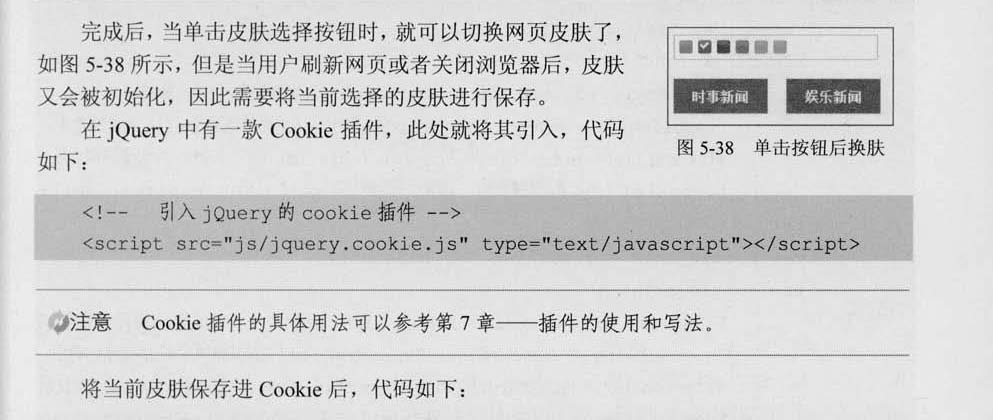 完成后，当单击皮肤选择按钮时，就可以切换网页皮肤了，
如图 5-38 所示，但是当用户刷新网页或者关闭浏览器后，皮肤
又会被初始化，因此需要将当前选择的皮肤进行保存。
在 jQuery 中有一款 Cookie 插件，此处就将其引入，代码
如下：
时事新闻 娱乐新闻
图 5-38 单击按钮后换肤
<!-- 引入 jQuery 的 cookie 插件 -->
<script src="js/jquery.cookie.js" type="text/javascript"></script>
注意 Cookie 插件的具体用法可以参考第 7 章——插件的使用和写法。
将当前皮肤保存进 Cookie 后，代码如下：